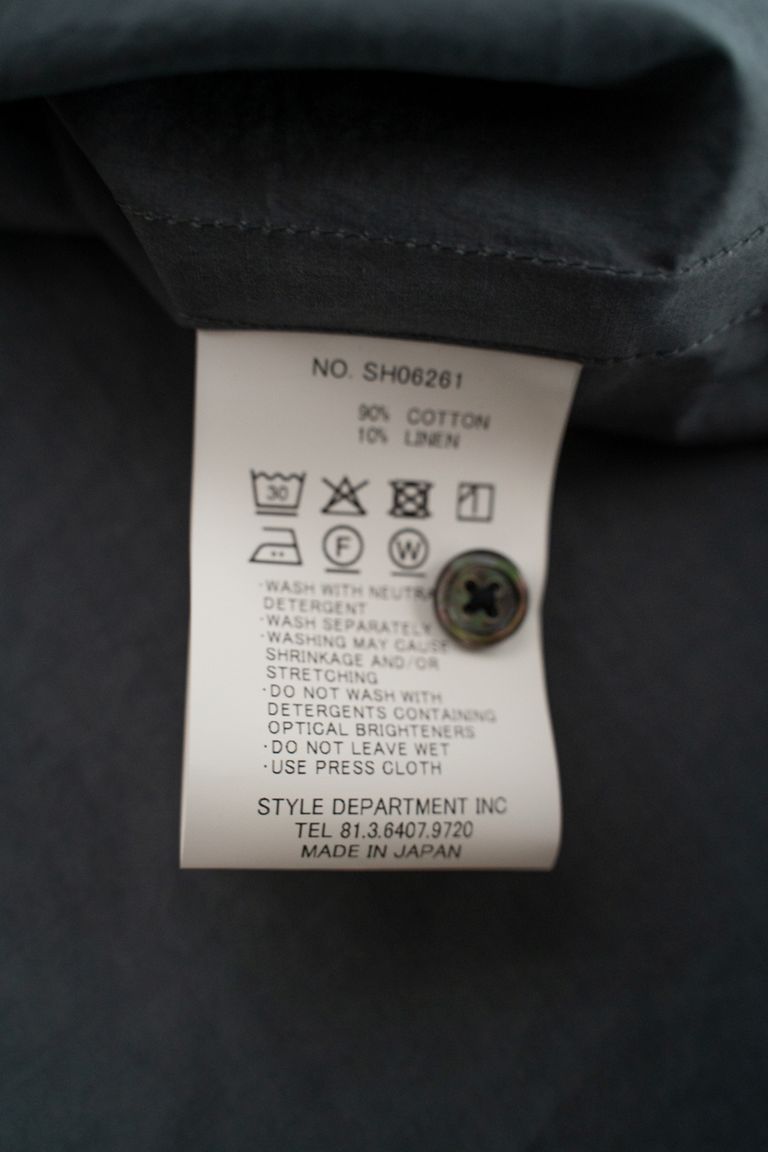 NO. SH06261
90% COTTON
10% LINEN
30
F W
·WASH WITH NEUTRA
DETERGENT
·WASH SEPARATELY
·WASHING MAY CAUSE
SHRINKAGE AND/OR
STRETCHING
·DO NOT WASH WITH
DETERGENTS CONTAINING
OPTICAL BRIGHTENERS
·DO NOT LEAVE WET
·USE PRESS CLOTH
STYLE DEPARTMENT INC
TEL 81.3.6407.9720
MADE IN JAPAN